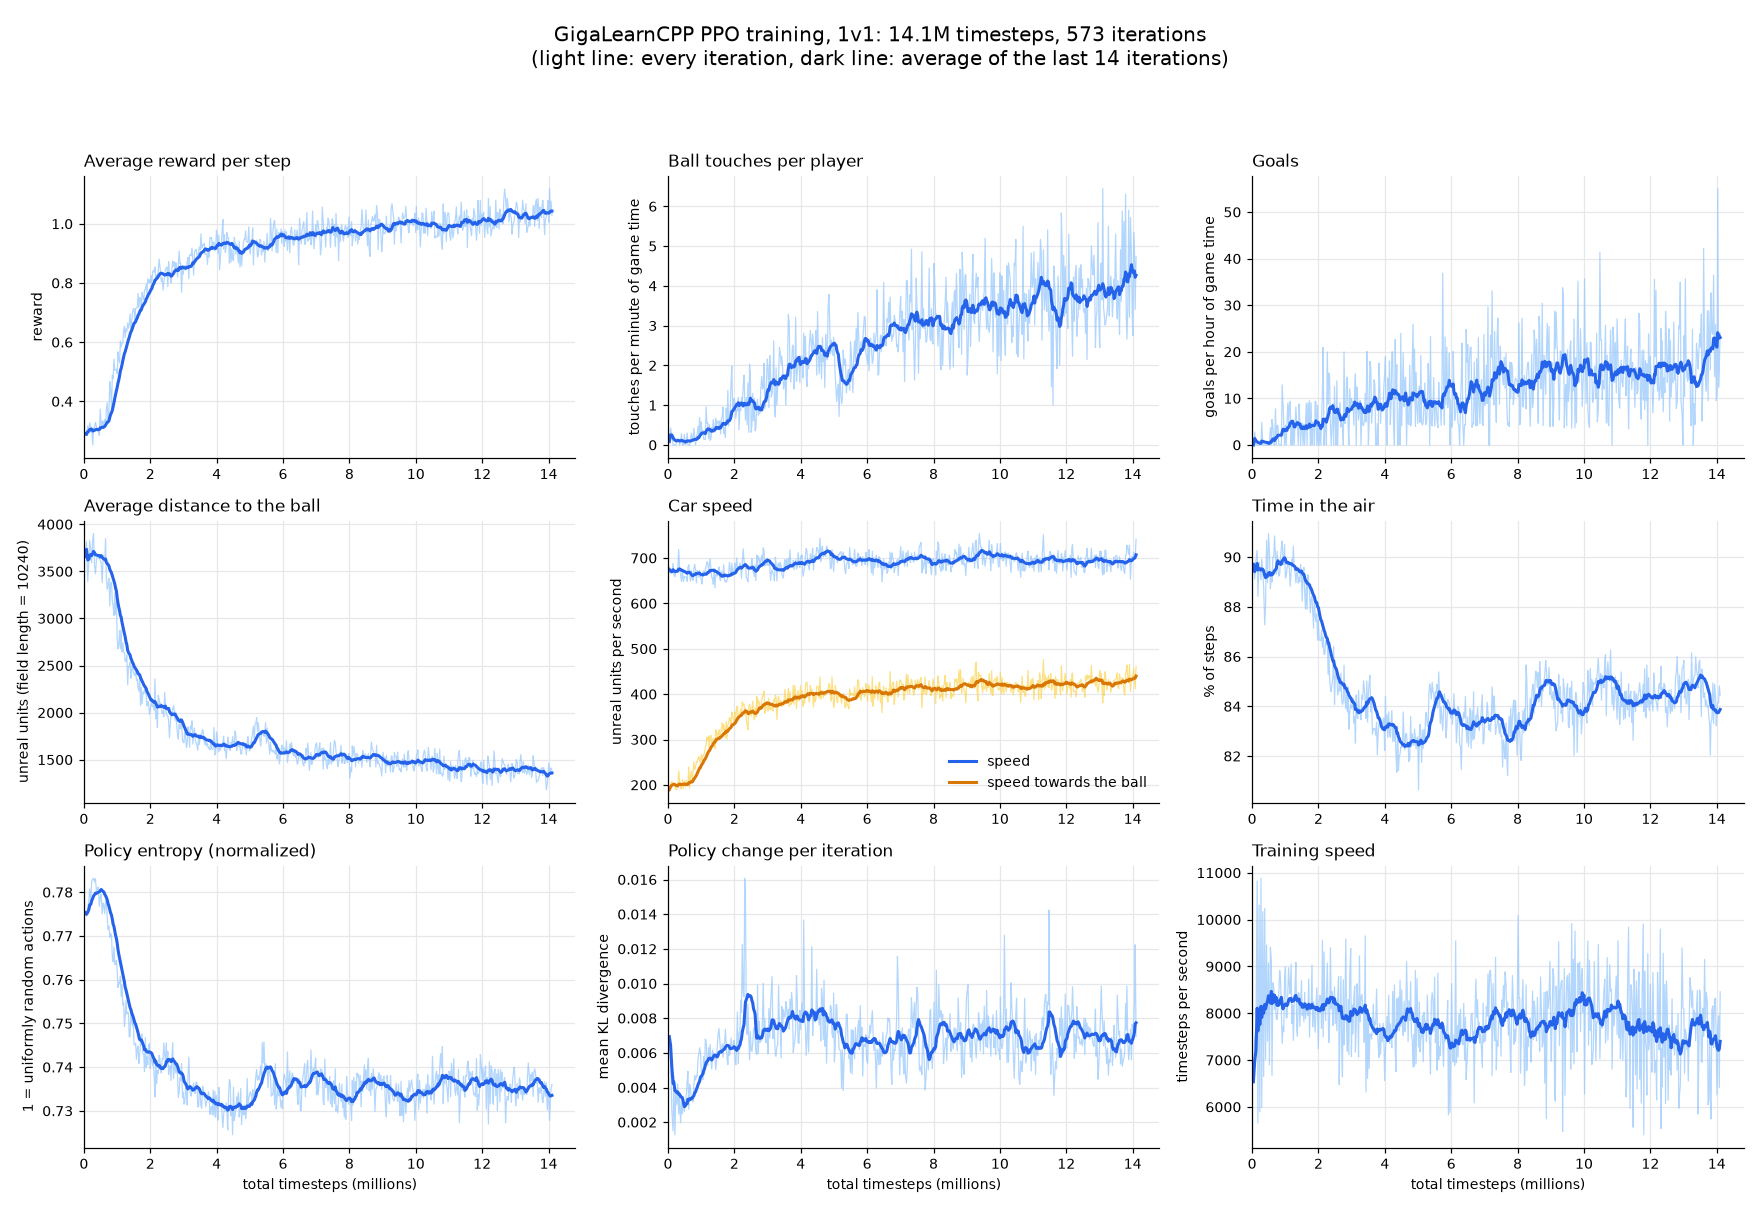 GigaLearnCPP PPO training, 1v1: 14.1M timesteps, 573 iterations
(light line: every iteration, dark line: average of the last 14 iterations)
Average reward per step
reward
1.0
0.8
0.6
0.4
0 2 4 6 8 10 12 14
Ball touches per player
touches per minute of game time
6
5
4
3
2
1
0
0 2 4 6 8 10 12 14
Goals
goals per hour of game time
50
40
30
20
10
0
0 2 4 6 8 10 12 14
Average distance to the ball
unreal units (field length = 10240)
4000
3500
3000
2500
2000
1500
0 2 4 6 8 10 12 14
Car speed
unreal units per second
700
600
500
400
300
200
speed
speed towards the ball
0 2 4 6 8 10 12 14
Time in the air
% of steps
90
88
86
84
82
0 2 4 6 8 10 12 14
Policy entropy (normalized)
1 = uniformly random actions
0.78
0.77
0.76
0.75
0.74
0.73
0 2 4 6 8 10 12 14
total timesteps (millions)
Policy change per iteration
mean KL divergence
0.016
0.014
0.012
0.010
0.008
0.006
0.004
0.002
0 2 4 6 8 10 12 14
total timesteps (millions)
Training speed
timesteps per second
11000
10000
9000
8000
7000
6000
0 2 4 6 8 10 12 14
total timesteps (millions)